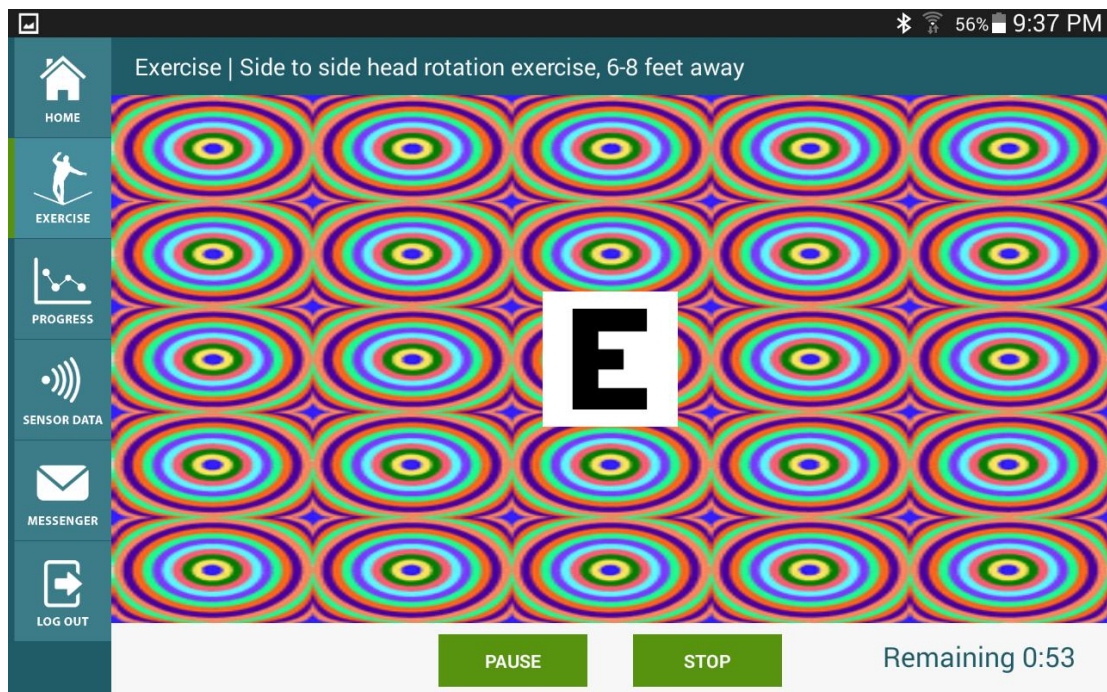 56% 9:37 PM
Exercise | Side to side head rotation exercise, 6-8 feet away
HOME
EXERCISE
PROGRESS
SENSOR DATA
MESSENGER
LOG OUT
E
PAUSE
STOP
Remaining 0:53